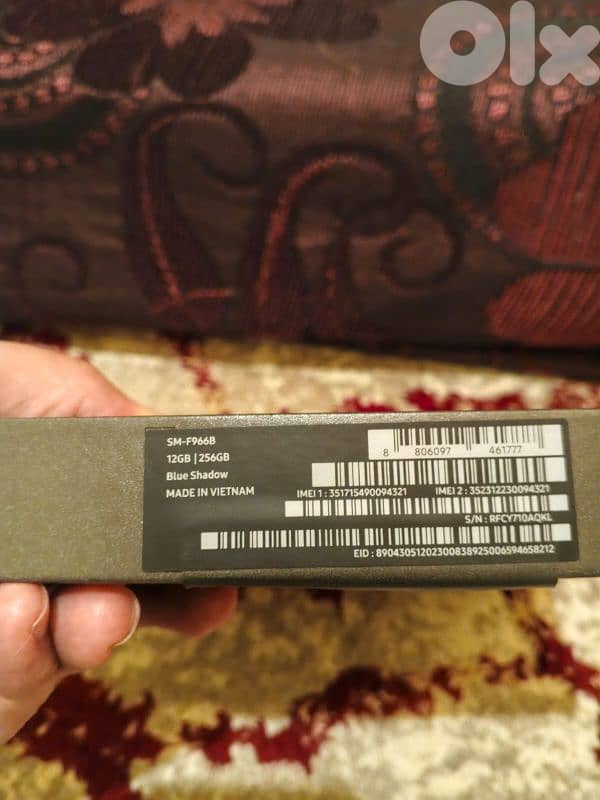 olx
SM-F966B
12GB | 256GB
Blue Shadow
MADE IN VIETNAM
8 806097 461777
IMEI 1 : 351715490094321 IMEI 2 : 352312230094321
S/N : RFCY710AQKL
EID : 89043051202300838925006594658212